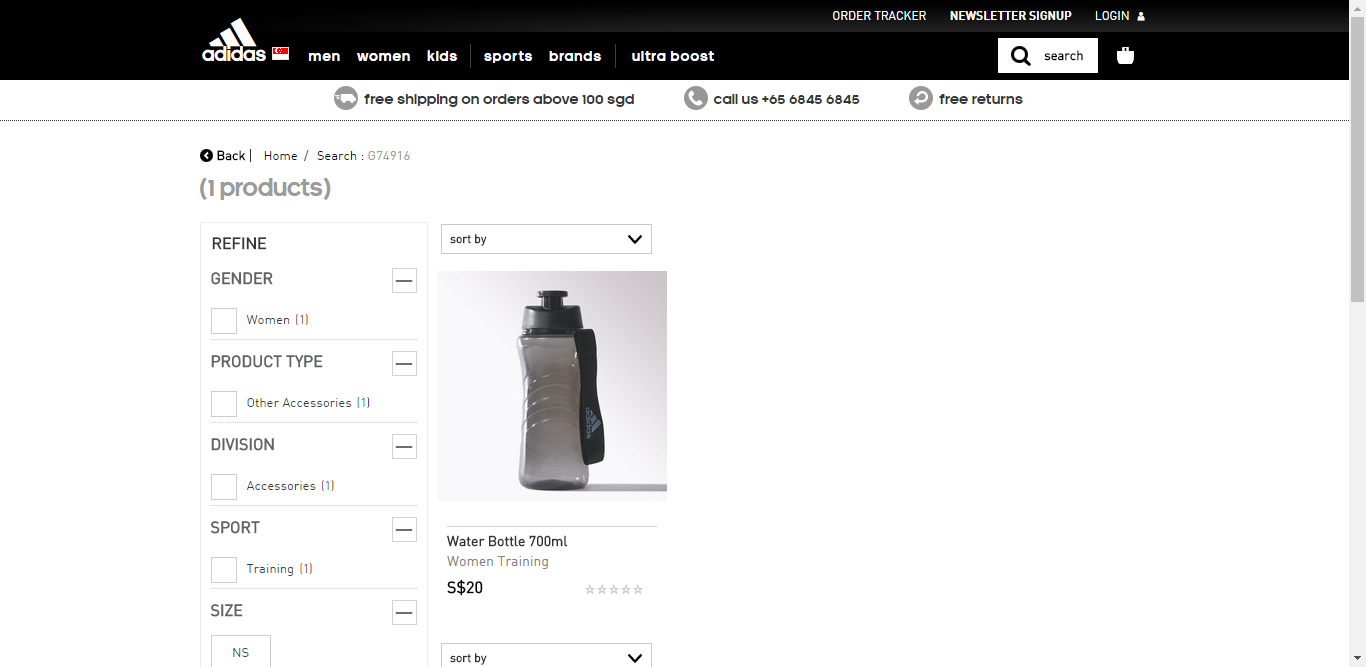 ORDER TRACKER NEWSLETTER SIGNUP LOGIN
adidas men women kids sports brands ultra boost search
free shipping on orders above 100 sgd call us +65 6845 6845 free returns
Back | Home / Search : G74916
(1 products)
REFINE
sort by
GENDER
Women (1)
PRODUCT TYPE
Other Accessories (1)
DIVISION
Accessories (1)
SPORT
Training (1)
SIZE
NS
adidas
Water Bottle 700ml
Women Training
S$20
sort by